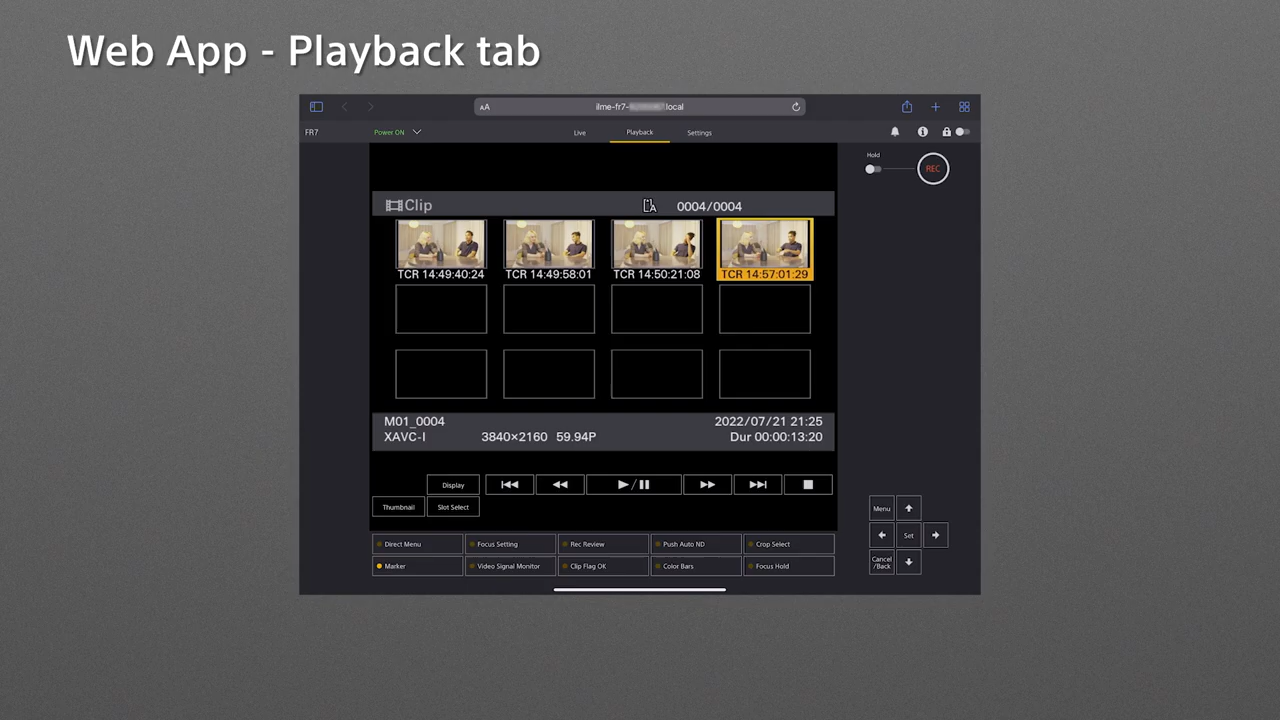 Web App - Playback tab
AA ilme-fr7- .local
FR7 Power ON Live Playback Settings
Hold REC
Clip A 0004/0004
TCR 14:49:40:24 TCR 14:49:58:01 TCR 14:50:21:08 TCR 14:57:01:29
M01_0004 2022/07/21 21:25
XAVC-I 3840×2160 59.94P Dur 00:00:13:20
Display
Thumbnail Slot Select
Menu
Set
Cancel
/Back
Direct Menu Focus Setting Rec Review Push Auto ND Crop Select
Marker Video Signal Monitor Clip Flag OK Color Bars Focus Hold